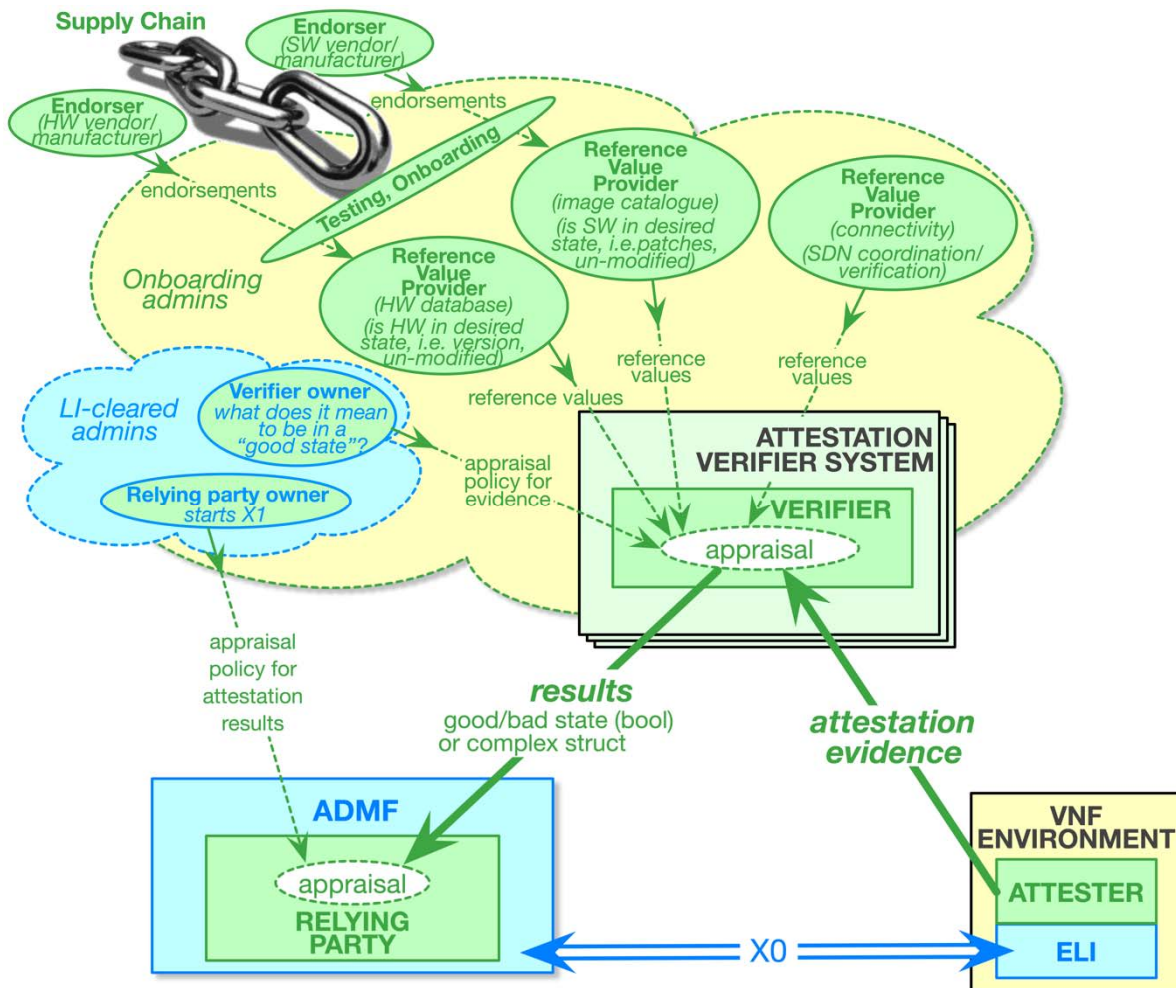 Supply Chain
Endorser
(SW vendor/
manufacturer)
Endorser
(HW vendor/
manufacturer)
endorsements
endorsements
Testing, Onboarding
Reference
Value
Provider
(image catalogue)
(is SW in desired
state, i.e.patches,
un-modified)
Reference
Value
Provider
(connectivity)
(SDN coordination/
verification)
Onboarding
admins
Reference
Value
Provider
(HW database)
(is HW in desired
state, i.e. version,
un-modified)
reference
values
reference
values
reference values
LI-cleared
admins
Verifier owner
what does it mean
to be in a
“good state”?
appraisal
policy for
evidence
Relying party owner
starts X1
ATTESTATION
VERIFIER SYSTEM
VERIFIER
appraisal
appraisal
policy for
attestation
results
results
good/bad state (bool)
or complex struct
attestation
evidence
ADMF
appraisal
RELYING
PARTY
X0
VNF
ENVIRONMENT
ATTESTER
ELI